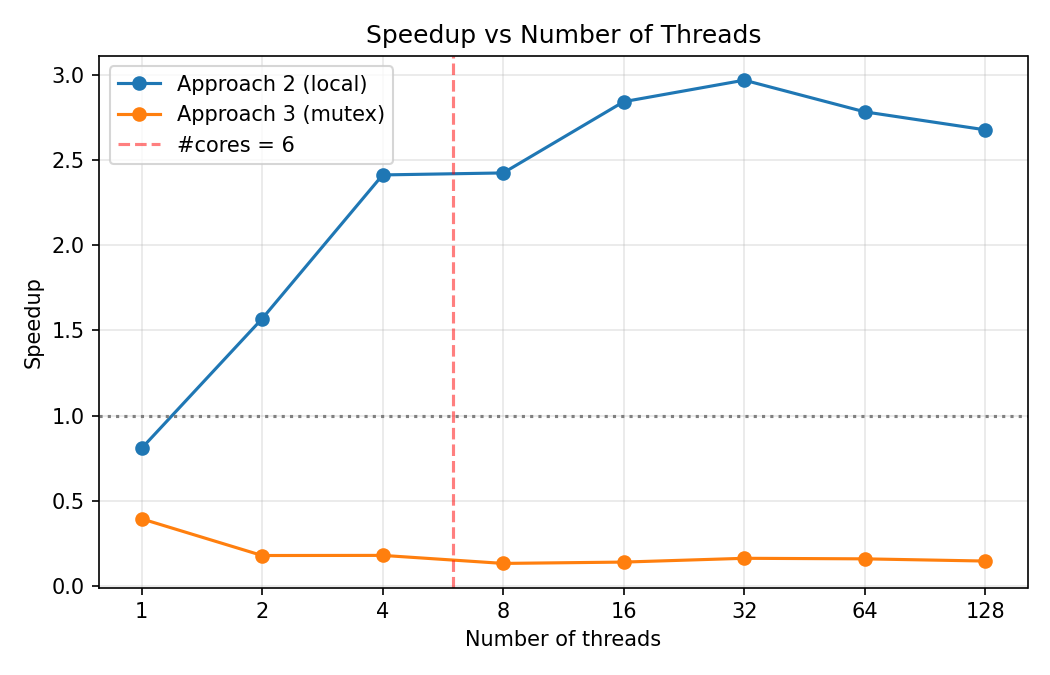 Speedup vs Number of Threads
Approach 2 (local)
Approach 3 (mutex)
#cores = 6
3.0
2.5
2.0
1.5
1.0
0.5
0.0
Speedup
1 2 4 8 16 32 64 128
Number of threads